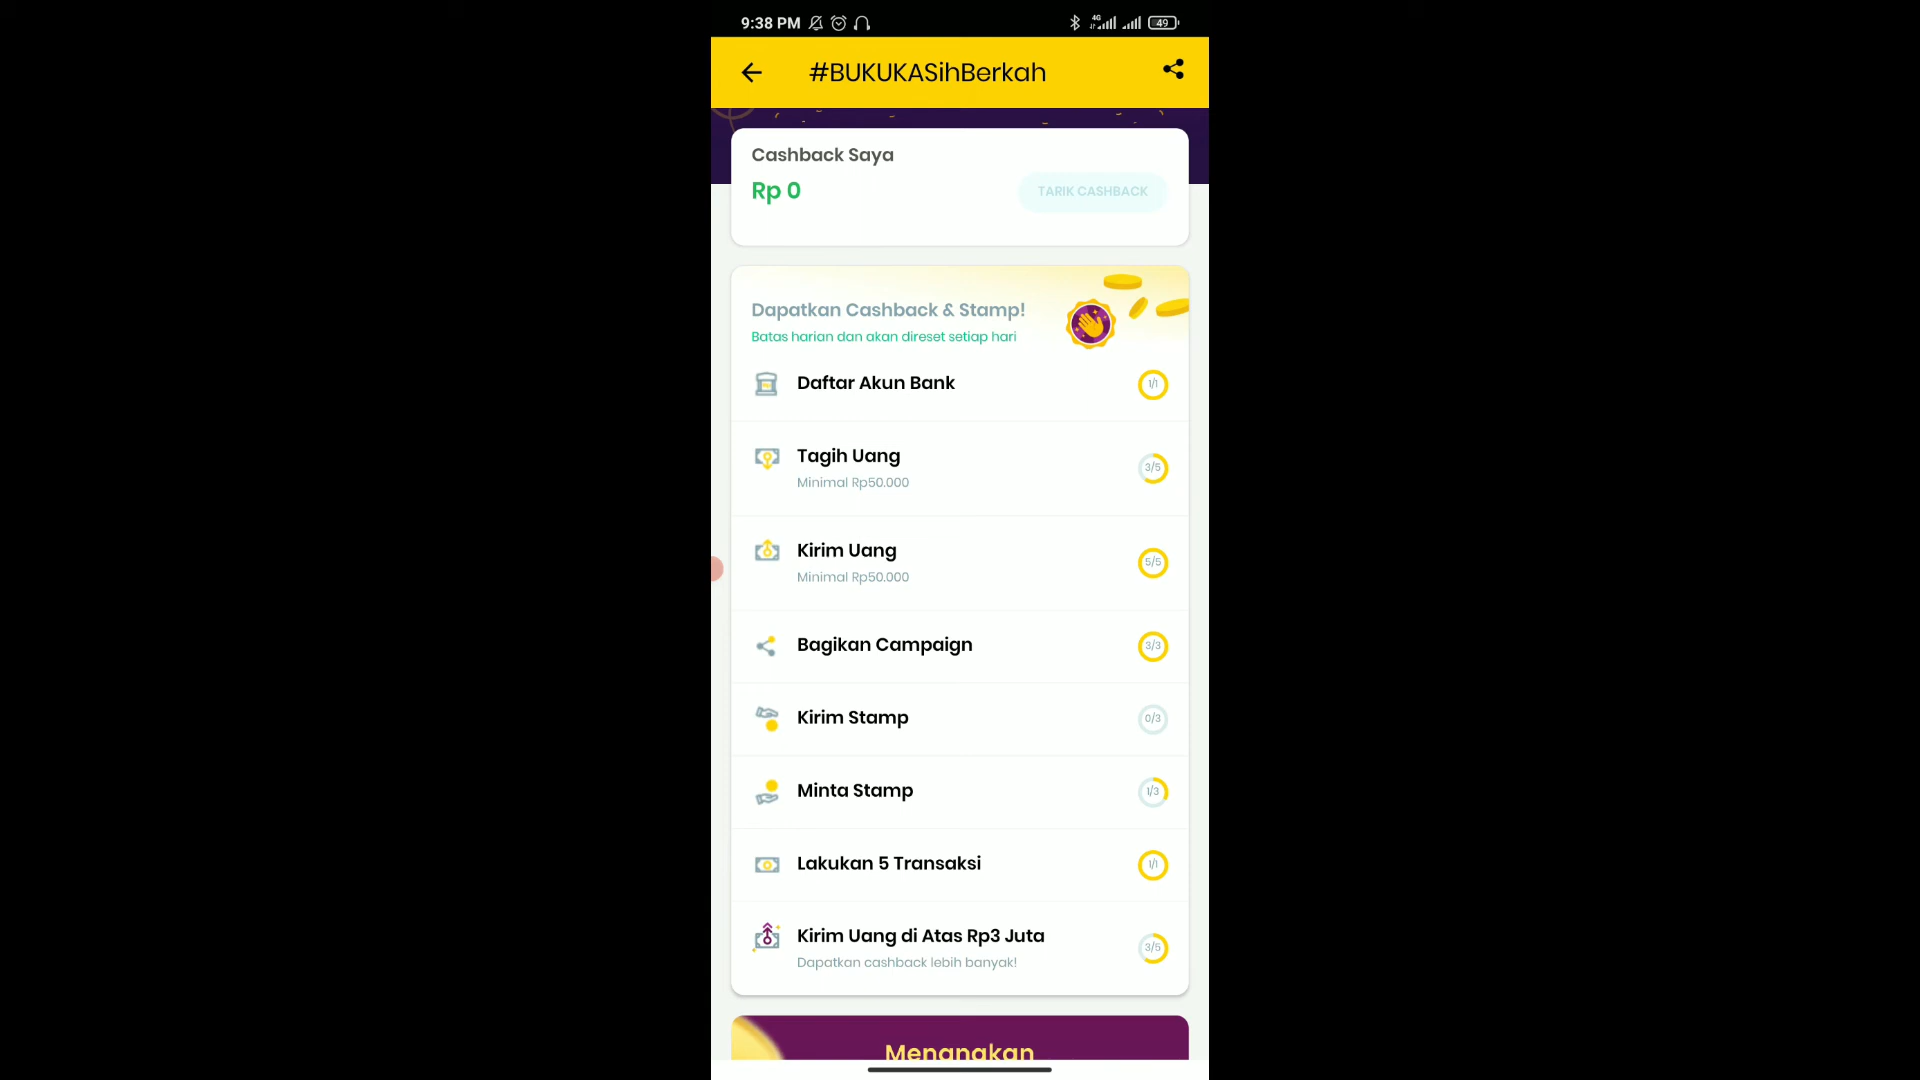 9:38 PM
4G
49
#BUKUKASihBerkah
Cashback Saya
Rp 0
TARIK CASHBACK
Dapatkan Cashback & Stamp!
Batas harian dan akan direset setiap hari
Daftar Akun Bank
1/1
Tagih Uang
Minimal Rp50.000
3/5
Kirim Uang
Minimal Rp50.000
5/5
Bagikan Campaign
3/3
Kirim Stamp
0/3
Minta Stamp
1/3
Lakukan 5 Transaksi
1/1
Kirim Uang di Atas Rp3 Juta
Dapatkan cashback lebih banyak!
3/5
Menangkan